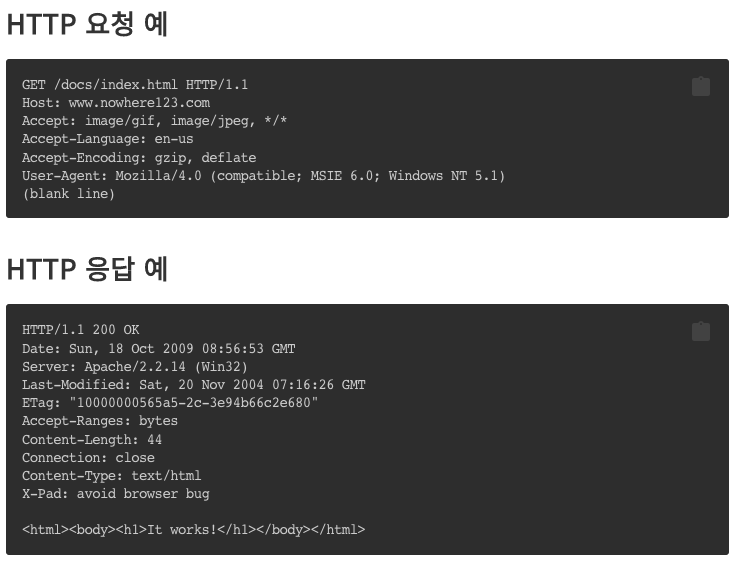 HTTP 요청 예
GET /docs/index.html HTTP/1.1
Host: www.nowhere123.com
Accept: image/gif, image/jpeg, */*
Accept-Language: en-us
Accept-Encoding: gzip, deflate
User-Agent: Mozilla/4.0 (compatible; MSIE 6.0; Windows NT 5.1)
(blank line)
HTTP 응답 예
HTTP/1.1 200 OK
Date: Sun, 18 Oct 2009 08:56:53 GMT
Server: Apache/2.2.14 (Win32)
Last-Modified: Sat, 20 Nov 2004 07:16:26 GMT
ETag: "10000000565a5-2c-3e94b66c2e680"
Accept-Ranges: bytes
Content-Length: 44
Connection: close
Content-Type: text/html
X-Pad: avoid browser bug
<html><body><h1>It works!</h1></body></html>